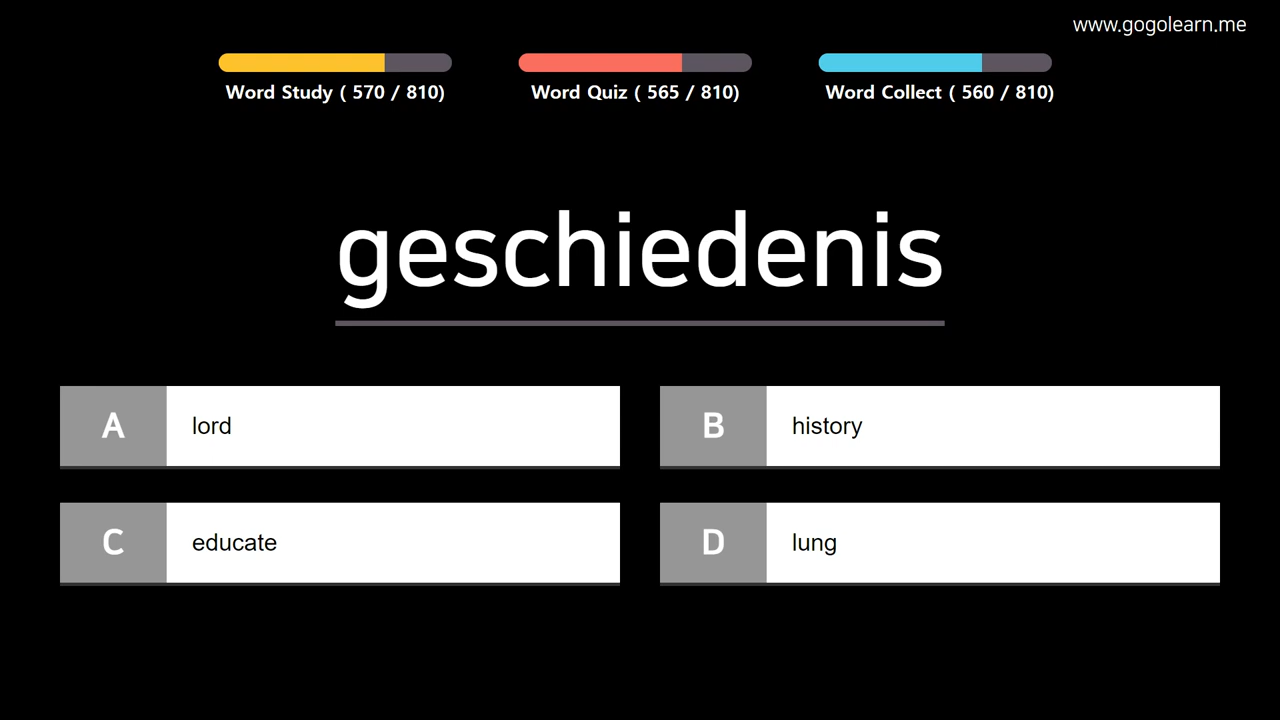 www.gogolearn.me
Word Study ( 570 / 810)
Word Quiz ( 565 / 810)
Word Collect ( 560 / 810)
geschiedenis
A lord
B history
C educate
D lung